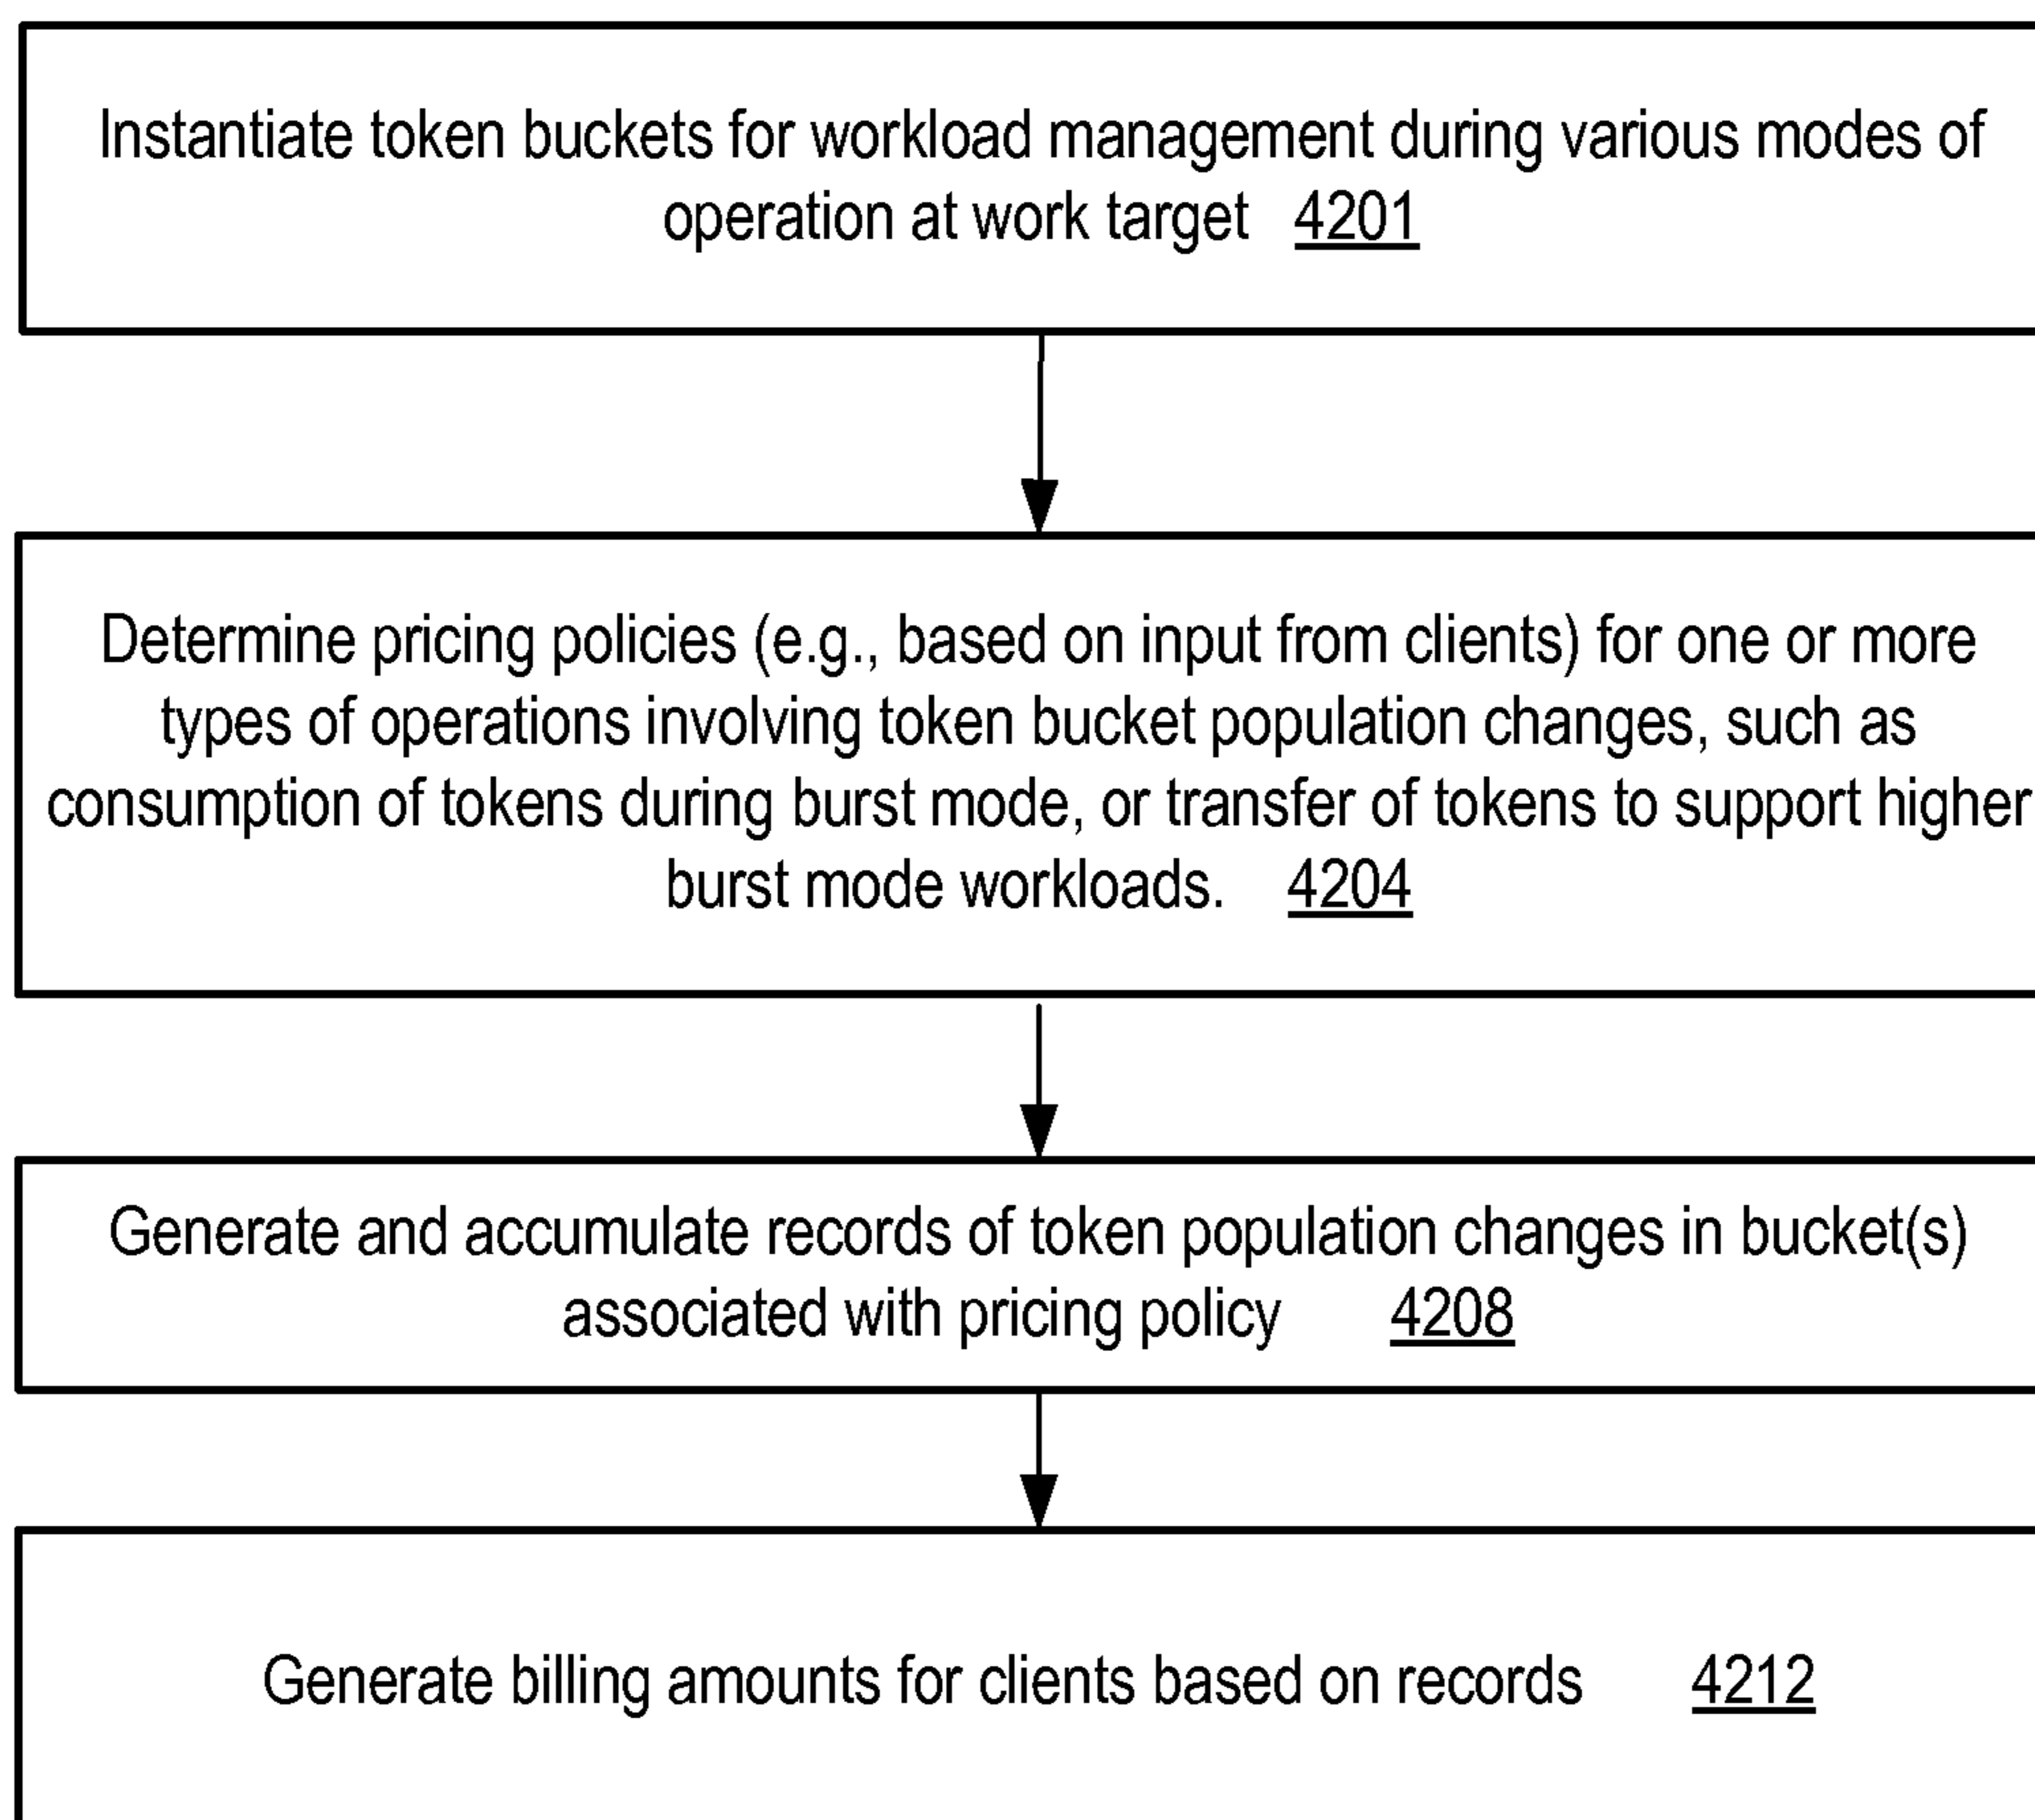 Instantiate token buckets for workload management during various modes of
operation at work target 4201
Determine pricing policies (e.g., based on input from clients) for one or more
types of operations involving token bucket population changes, such as
consumption of tokens during burst mode, or transfer of tokens to support higher
burst mode workloads. 4204
Generate and accumulate records of token population changes in bucket(s)
associated with pricing policy 4208
Generate billing amounts for clients based on records 4212